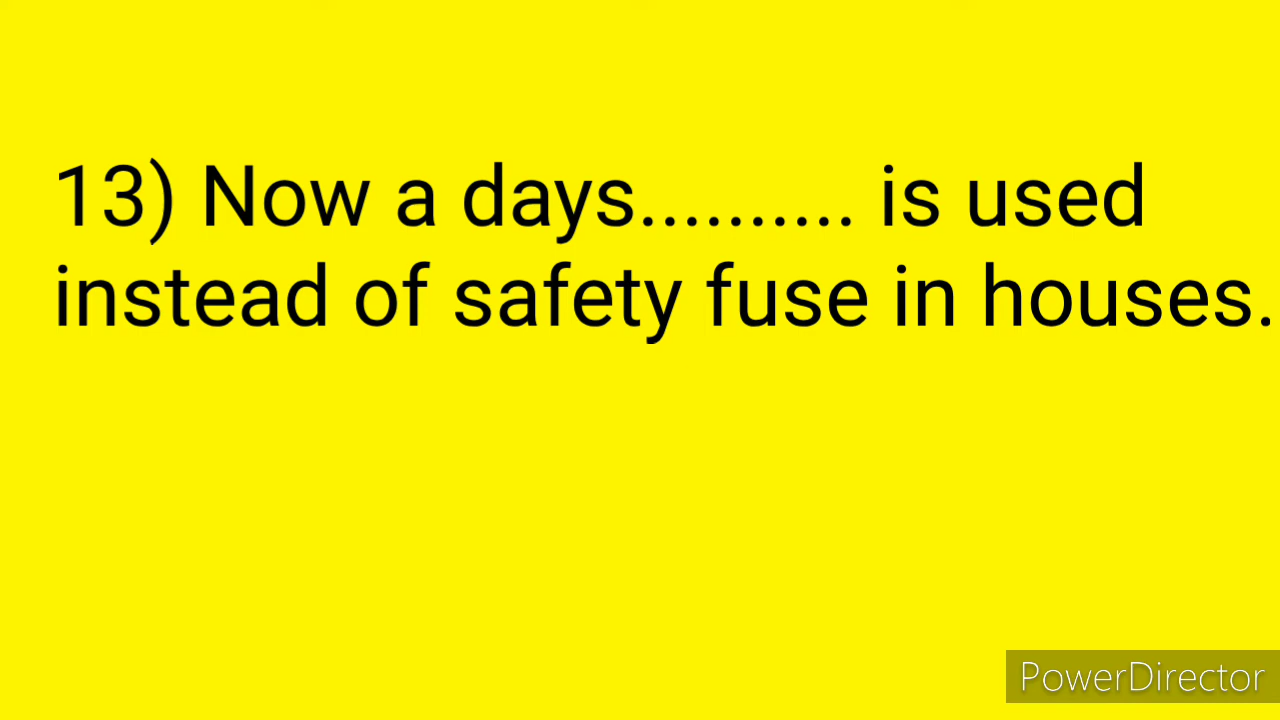 13) Now a days.......... is used
instead of safety fuse in houses.
PowerDirector